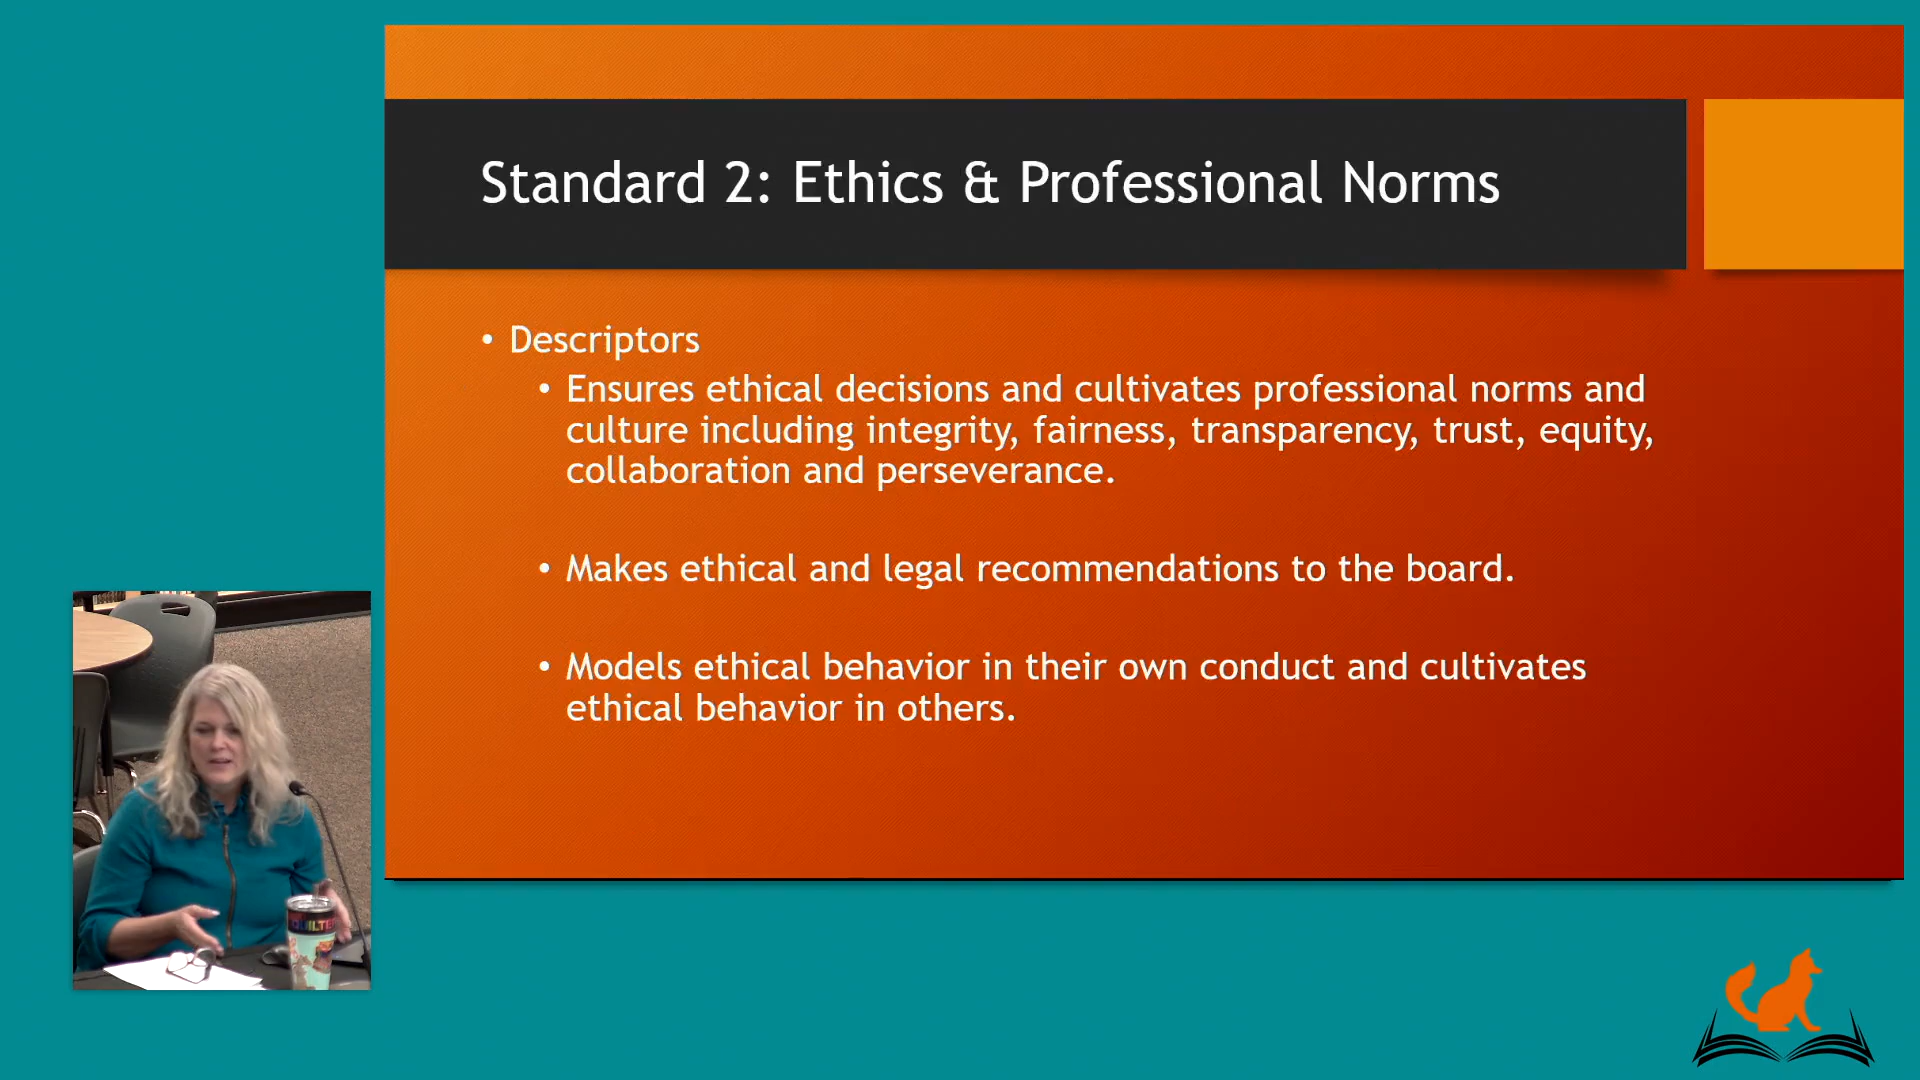 Standard 2: Ethics & Professional Norms
• Descriptors
• Ensures ethical decisions and cultivates professional norms and
culture including integrity, fairness, transparency, trust, equity,
collaboration and perseverance.
• Makes ethical and legal recommendations to the board.
• Models ethical behavior in their own conduct and cultivates
ethical behavior in others.